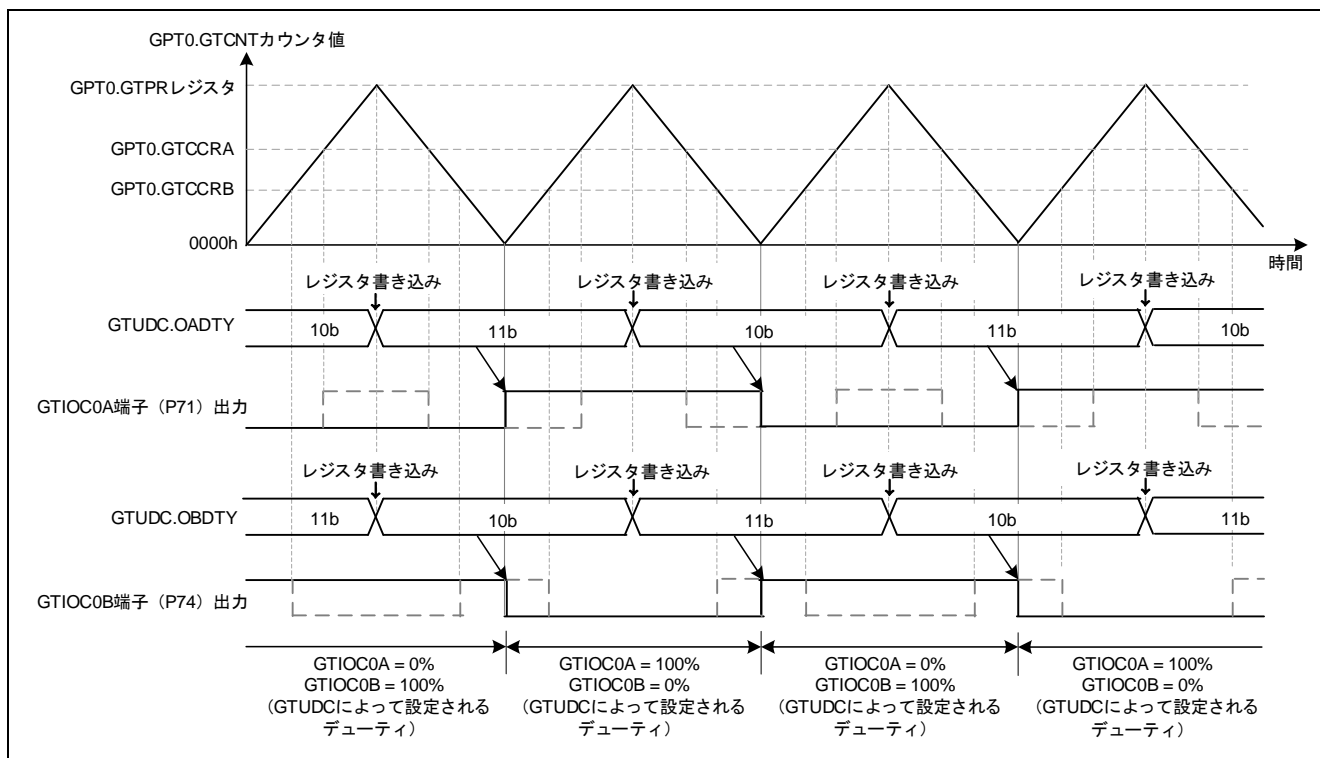 GPT0.GTCNTカウンタ値
GPT0.GTPRレジスタ
GPT0.GTCCRA
GPT0.GTCCRB
0000h
時間
レジスタ書き込み レジスタ書き込み レジスタ書き込み レジスタ書き込み
GTUDC.OADTY 10b 11b 10b 11b 10b
GTIOC0A端子（P71）出力
レジスタ書き込み レジスタ書き込み レジスタ書き込み レジスタ書き込み
GTUDC.OBDTY 11b 10b 11b 10b 11b
GTIOC0B端子（P74）出力
GTIOC0A = 0%
GTIOC0B = 100%
（GTUDCによって設定される
デューティ）
GTIOC0A = 100%
GTIOC0B = 0%
（GTUDCによって設定される
デューティ）
GTIOC0A = 0%
GTIOC0B = 100%
（GTUDCによって設定される
デューティ）
GTIOC0A = 100%
GTIOC0B = 0%
（GTUDCによって設定される
デューティ）